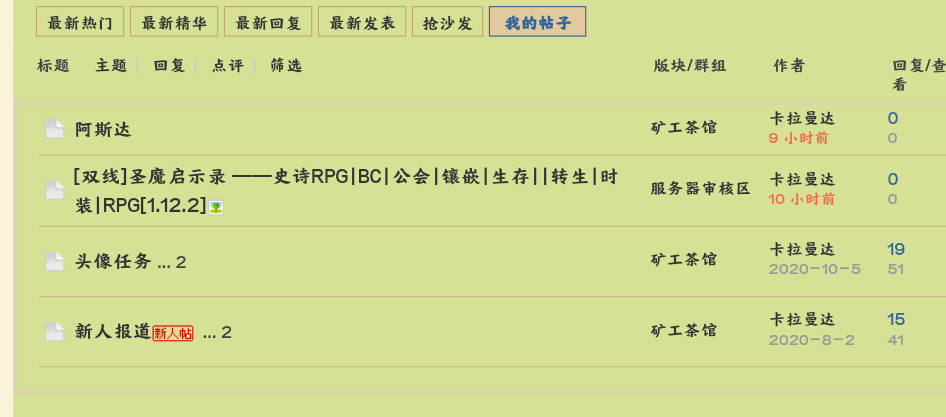 最新热门 最新精华 最新回复 最新发表 抢沙发 我的帖子
标题 主题 | 回复 | 点评 | 筛选 版块/群组 作者 回复/查看
阿斯达 矿工茶馆 卡拉曼达 0
9 小时前 0
[双线]圣魔启示录 ——史诗RPG|BC|公会|镶嵌|生存||转生|时装|RPG[1.12.2] 服务器审核区 卡拉曼达 0
10 小时前 0
头像任务 ... 2 矿工茶馆 卡拉曼达 19
2020-10-5 51
新人报道 新人帖 ... 2 矿工茶馆 卡拉曼达 15
2020-8-2 41